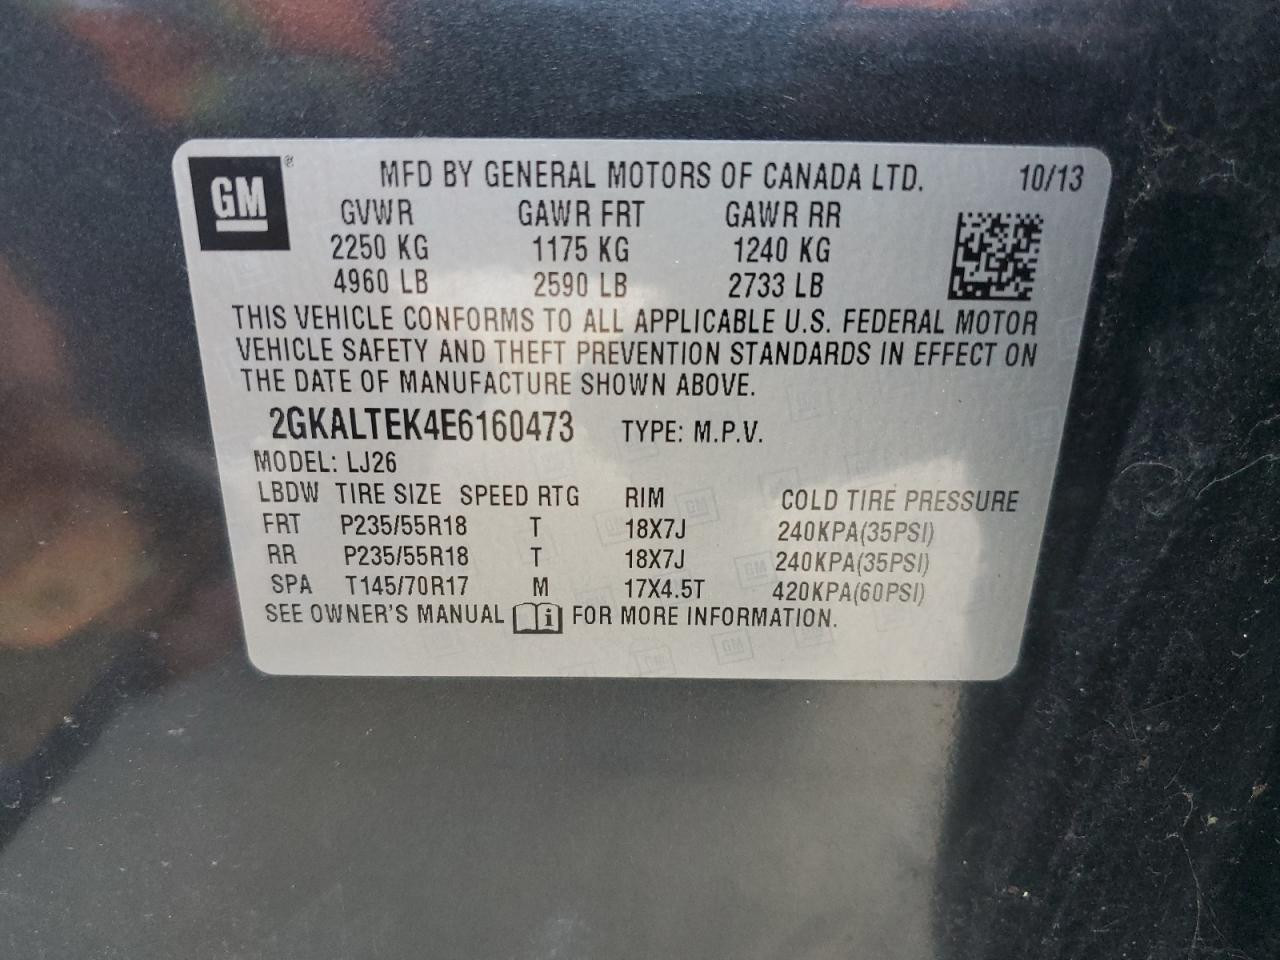 GM ® MFD BY GENERAL MOTORS OF CANADA LTD. 10/13
GVWR GAWR FRT GAWR RR
2250 KG 1175 KG 1240 KG
4960 LB 2590 LB 2733 LB
THIS VEHICLE CONFORMS TO ALL APPLICABLE U.S. FEDERAL MOTOR
VEHICLE SAFETY AND THEFT PREVENTION STANDARDS IN EFFECT ON
THE DATE OF MANUFACTURE SHOWN ABOVE.
2GKALTEK4E6160473 TYPE: M.P.V.
MODEL: LJ26
LBDW TIRE SIZE SPEED RTG RIM COLD TIRE PRESSURE
FRT P235/55R18 T 18X7J 240KPA(35PSI)
RR P235/55R18 T 18X7J 240KPA(35PSI)
SPA T145/70R17 M 17X4.5T 420KPA(60PSI)
SEE OWNER'S MANUAL i FOR MORE INFORMATION.